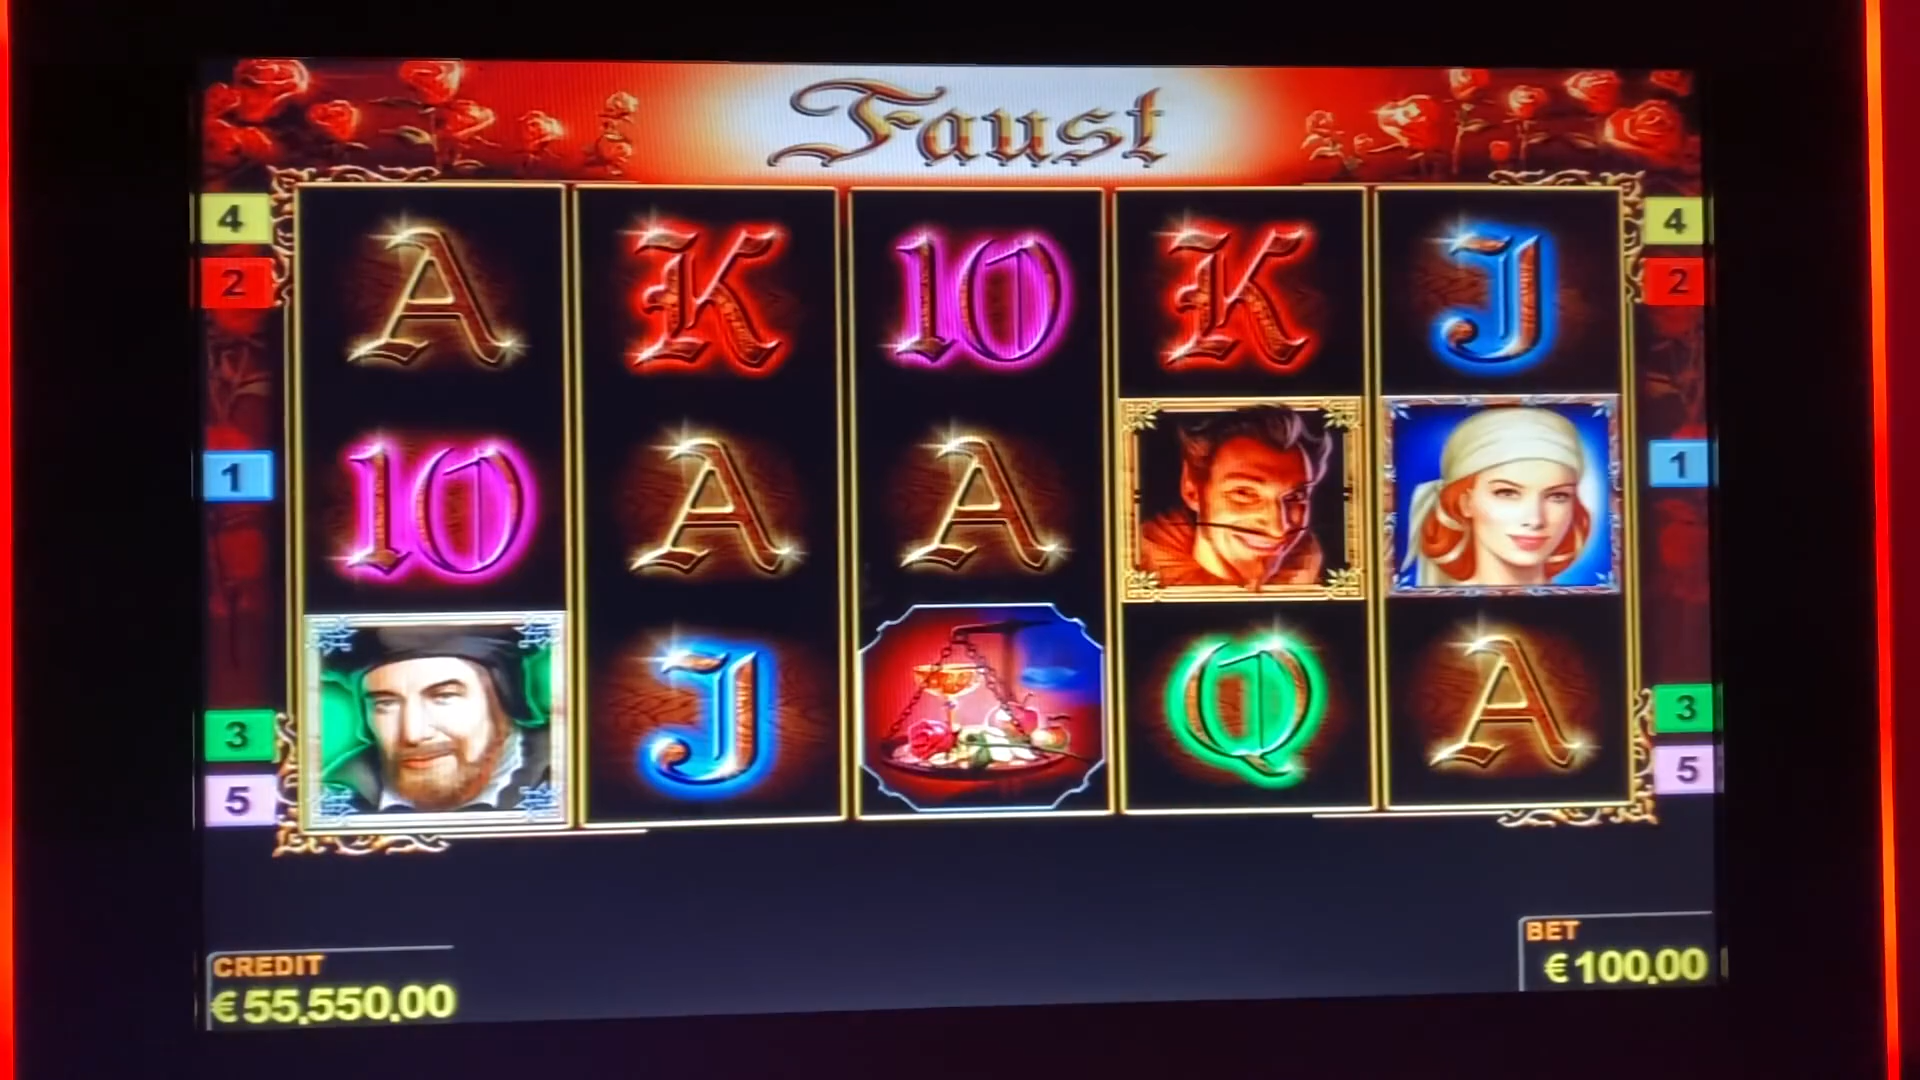 Faust
4 4
2 2
A K 10 K J
1 1
10 A A
3 3
J Q A
5 5
BET
€100,00
CREDIT
€55.550,00